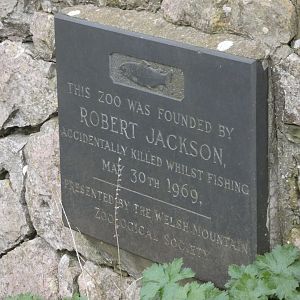 THIS ZOO WAS FOUNDED BY
ROBERT JACKSON,
ACCIDENTALLY KILLED WHILST FISHING
MAY 30TH 1969,
PRESENTED BY THE WELSH MOUNTAIN
ZOOLOGICAL SOCIETY